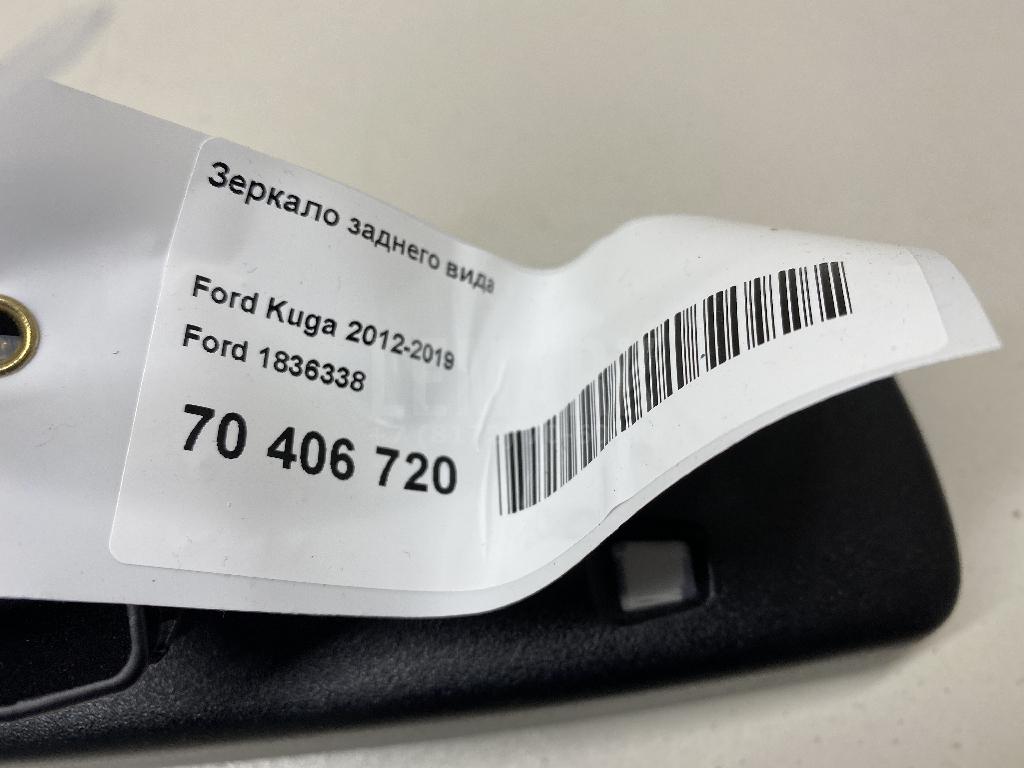 Зеркало заднего вида
Ford Kuga 2012-2019
Ford 1836338
70 406 720